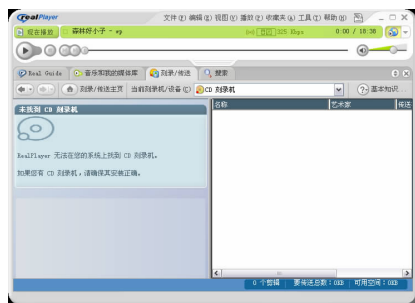 RealPlayer 文件(F) 编辑(E) 视图(V) 播放(P) 收藏夹(A) 工具(T) 帮助(H)
现在播放 森林好小子 - ep 325 Kbps 0:00 / 18:38
Real Guide 音乐和我的媒体库 刻录/传送 搜索
刻录/传送主页 当前刻录机/设备(C) CD 刻录机 基本知识
未找到 CD 刻录机 名称 艺术家 传送
RealPlayer 无法在您的系统上找到 CD 刻录机。
如果您有 CD 刻录机,请确保其安装正确。
0 个剪辑 要传送总数:0KB 可用空间:0KB